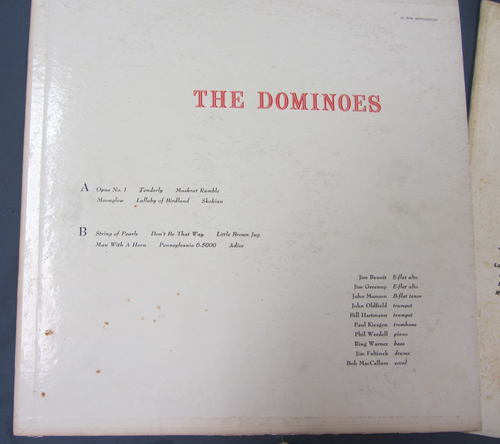 THE DOMINOES
A Opus No. 1 Tenderly Muskrat Ramble
Moonglow Lullaby of Birdland Skokian
B String of Pearls Don't Be That Way Little Brown Jug
Man With A Horn Pennsylvania 6-5000 Adios
Jim Benoit E-flat alto
Jim Greenup E-flat alto
John Munson B-flat tenor
John Oldfield trumpet
Bill Hartmann trumpet
Paul Kiesgen trombone
Phil Wendell piano
Ring Warner bass
Jim Foltinek drums
Bob MacCallum vocal